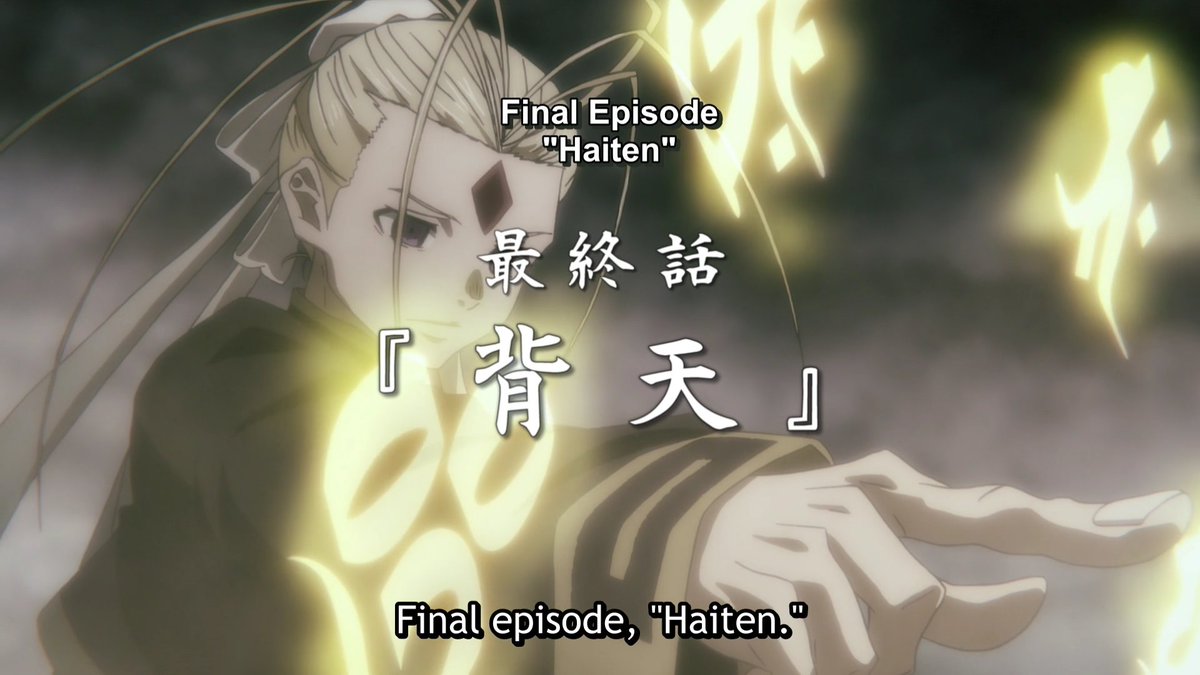 Final Episode
"Haiten"
最終話
『背天』
Final episode, "Haiten."